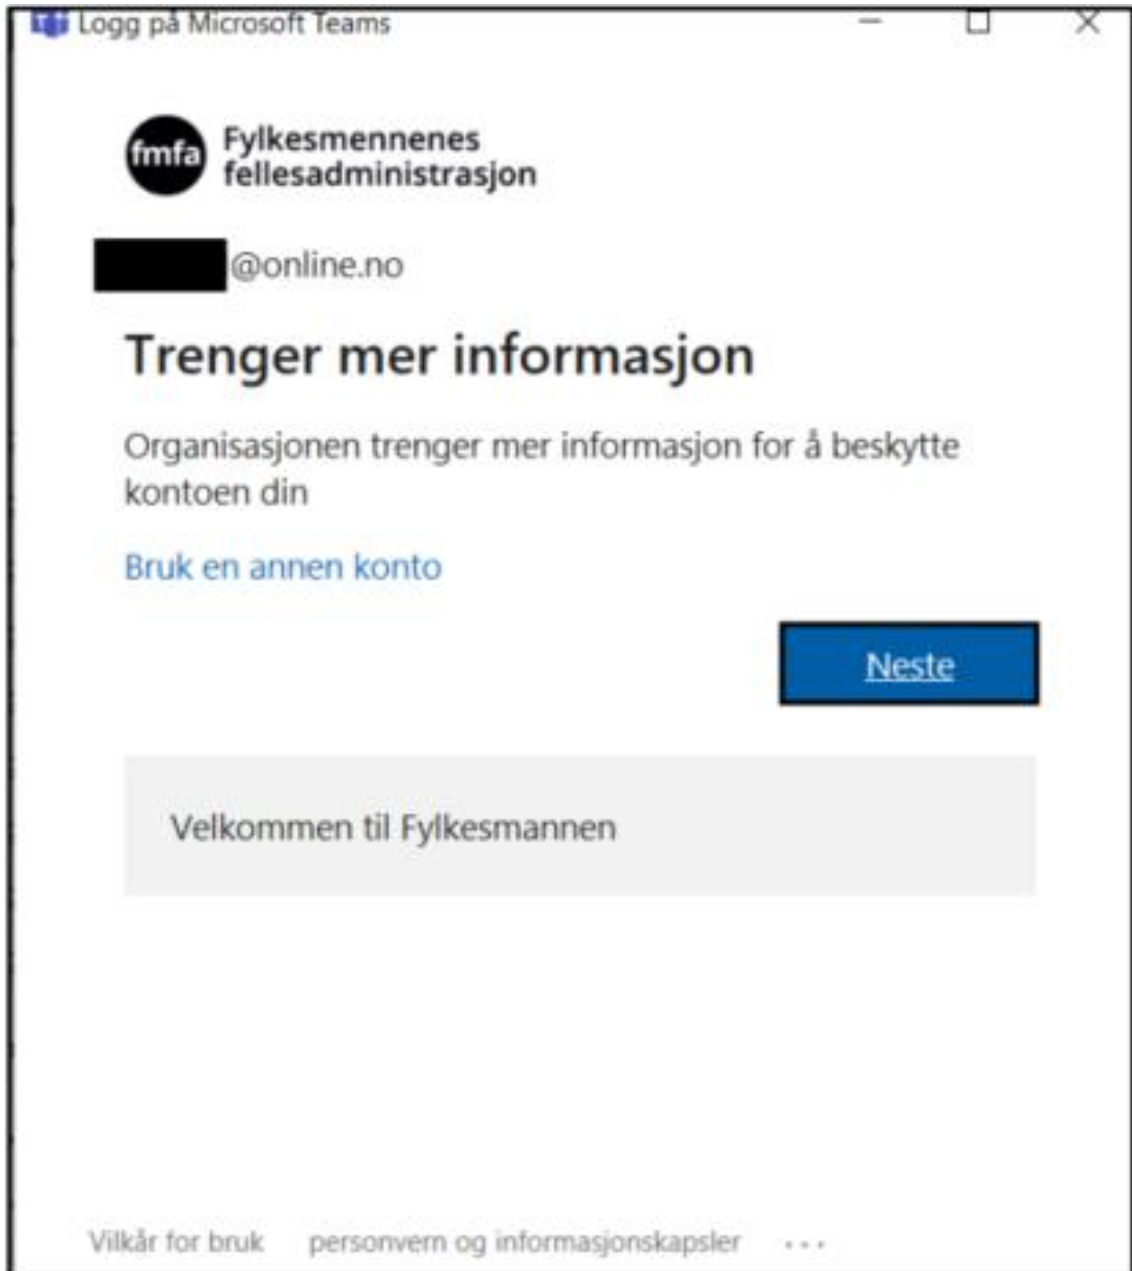 Logg på Microsoft Teams
fmfa
Fylkesmennenes
fellesadministrasjon
@online.no
Trenger mer informasjon
Organisasjonen trenger mer informasjon for å beskytte
kontoen din
Bruk en annen konto
Neste
Velkommen til Fylkesmannen
Vilkår for bruk personvern og informasjonskapsler ...